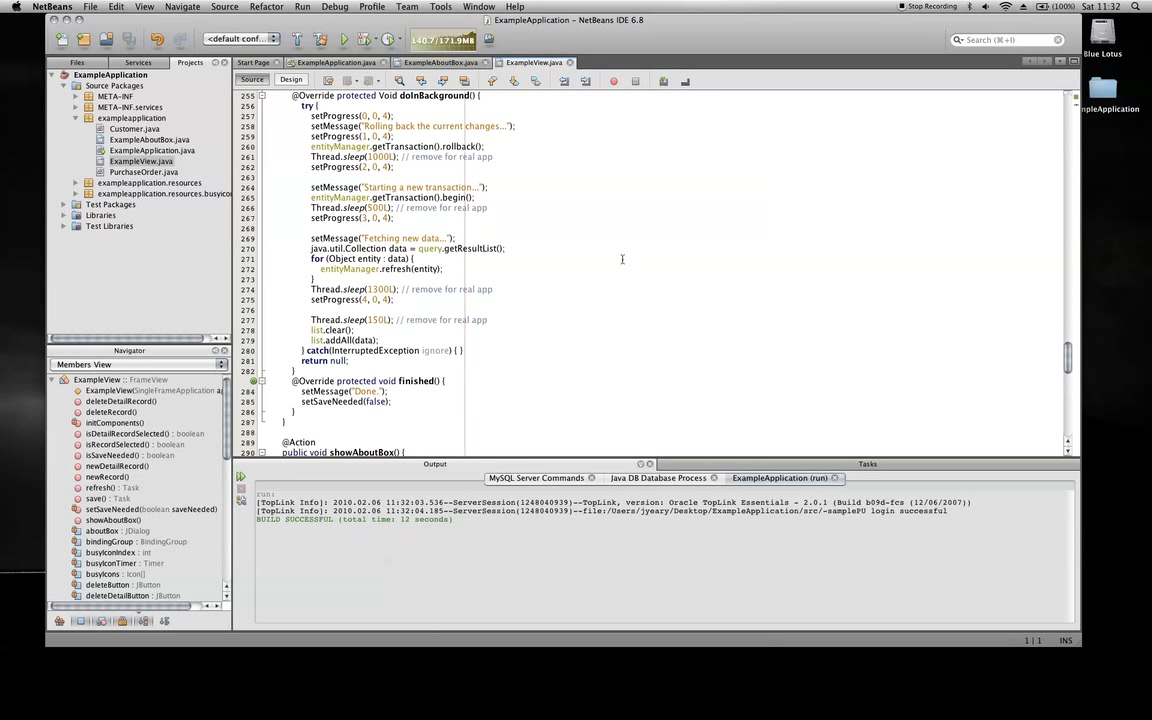 NetBeans File Edit View Navigate Source Refactor Run Debug Profile Team Tools Window Help Stop Recording (100%) Sat 11:32
ExampleApplication – NetBeans IDE 6.8
<default conf... 140.7/171.9MB Search (⌘+I)
Blue Lotus
Files Services Projects
Start Page ExampleApplication.java ExampleAboutBox.java ExampleView.java
ExampleApplication
Source Packages
META-INF
META-INF.services
exampleapplication
Customer.java
ExampleAboutBox.java
ExampleApplication.java
ExampleView.java
PurchaseOrder.java
exampleapplication.resources
exampleapplication.resources.busyico
Test Packages
Libraries
Test Libraries
mpleApplication
Source Design
255 @Override protected Void doInBackground() {
256 try {
257 setProgress(0, 0, 4);
258 setMessage("Rolling back the current changes...");
259 setProgress(1, 0, 4);
260 entityManager.getTransaction().rollback();
261 Thread.sleep(1000L); // remove for real app
262 setProgress(2, 0, 4);
263
264 setMessage("Starting a new transaction...");
265 entityManager.getTransaction().begin();
266 Thread.sleep(500L); // remove for real app
267 setProgress(3, 0, 4);
268
269 setMessage("Fetching new data...");
270 java.util.Collection data = query.getResultList();
271 for (Object entity : data) {
272 entityManager.refresh(entity);
273 }
274 Thread.sleep(1300L); // remove for real app
275 setProgress(4, 0, 4);
276
277 Thread.sleep(150L); // remove for real app
278 list.clear();
279 list.addAll(data);
280 } catch(InterruptedException ignore) { }
281 return null;
282 }
@Override protected void finished() {
284 setMessage("Done.");
285 setSaveNeeded(false);
286 }
287 }
288
289 @Action
290 public void showAboutBox() {
Navigator
Members View
ExampleView :: FrameView
ExampleView(SingleFrameApplication ap
deleteDetailRecord()
deleteRecord()
initComponents()
isDetailRecordSelected() : boolean
isRecordSelected() : boolean
isSaveNeeded() : boolean
newDetailRecord()
newRecord()
refresh() : Task
save() : Task
setSaveNeeded(boolean saveNeeded)
showAboutBox()
aboutBox : JDialog
bindingGroup : BindingGroup
busyIconIndex : int
busyIconTimer : Timer
busyIcons : Icon[]
deleteButton : JButton
deleteDetailButton : JButton
Output Tasks
MySQL Server Commands Java DB Database Process ExampleApplication (run)
run:
[TopLink Info]: 2010.02.06 11:32:03.536--ServerSession(1248040939)--TopLink, version: Oracle TopLink Essentials - 2.0.1 (Build b09d-fcs (12/06/2007))
[TopLink Info]: 2010.02.06 11:32:04.185--ServerSession(1248040939)--file:/Users/jyeary/Desktop/ExampleApplication/src/-samplePU login successful
BUILD SUCCESSFUL (total time: 12 seconds)
1|1 INS